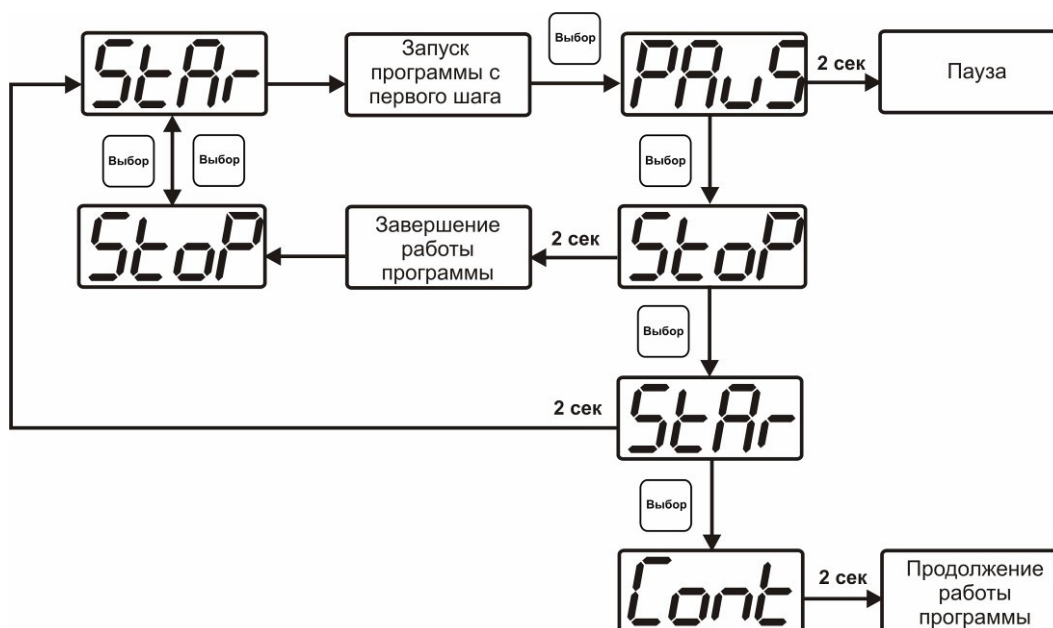 StAr
Запуск
программы с
первого шага
Выбор
PAuS
2 сек
Пауза
Выбор
Выбор
Выбор
StoP
Завершение
работы
программы
2 сек
StoP
Выбор
2 сек
StAr
Выбор
Cont
2 сек
Продолжение
работы
программы